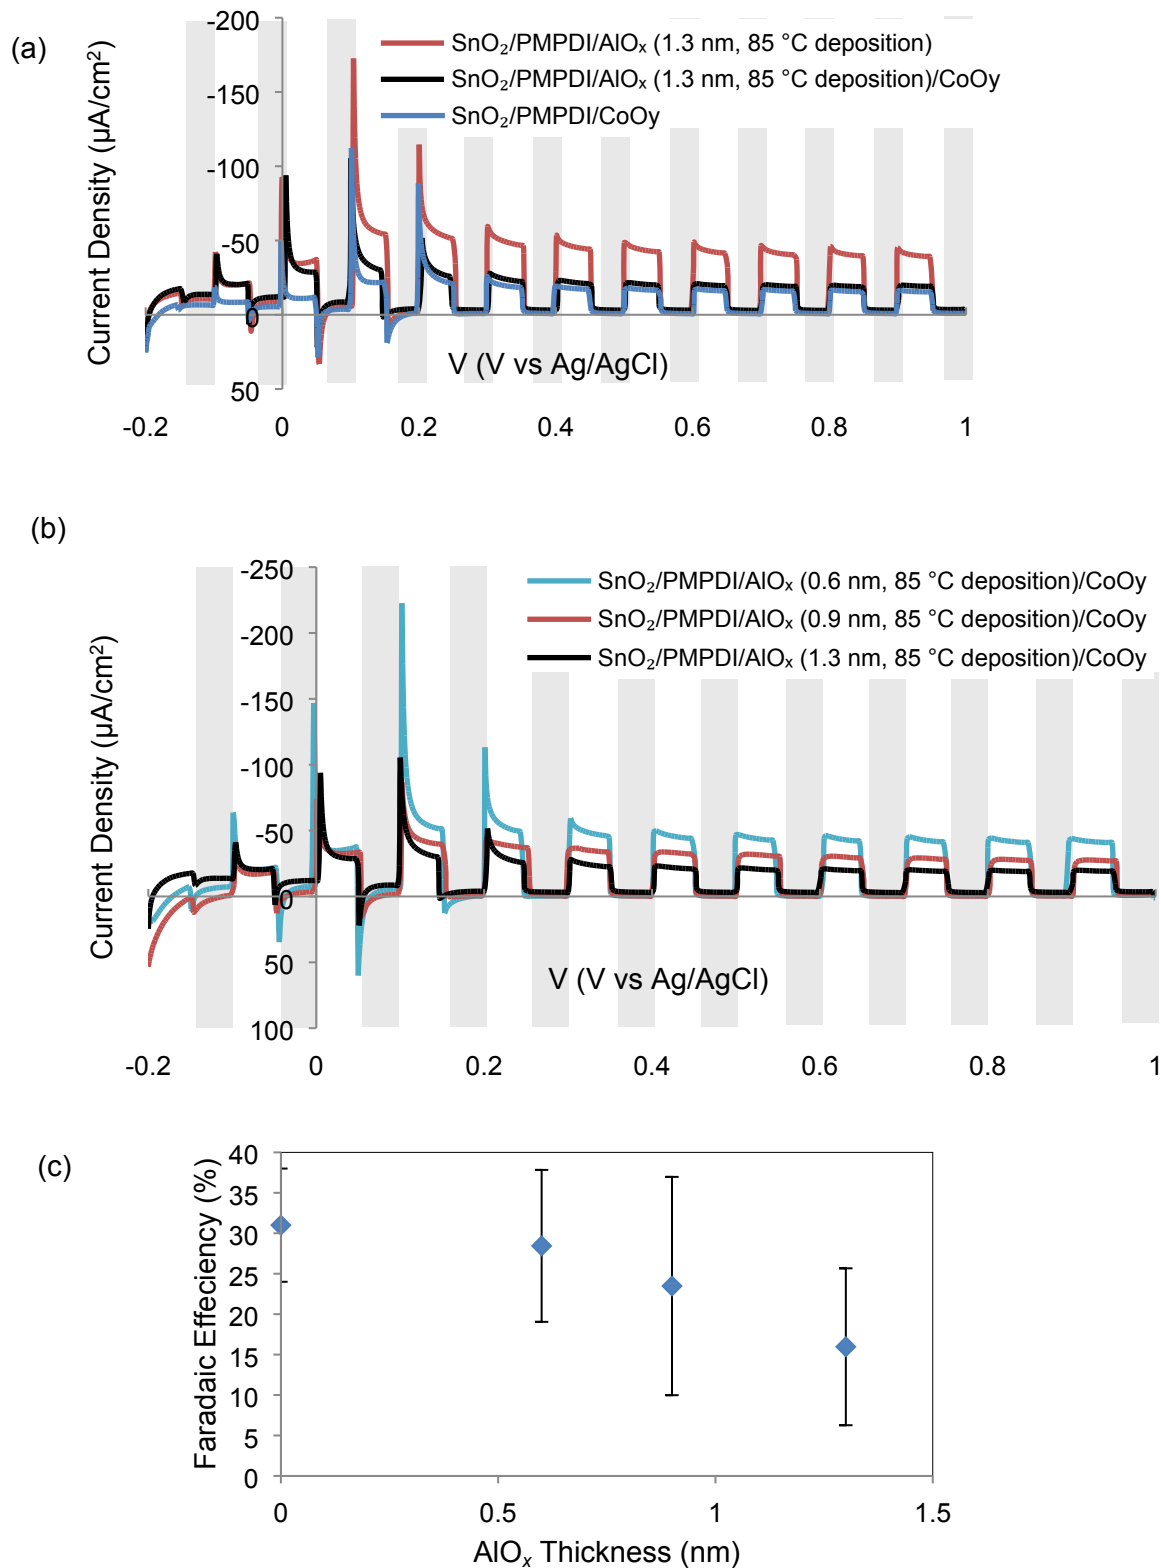 (a)
-200
-150
-100
-50
0
50
Current Density (µA/cm²)
SnO₂/PMPDI/AlOₓ (1.3 nm, 85 °C deposition)
SnO₂/PMPDI/AlOₓ (1.3 nm, 85 °C deposition)/CoOy
SnO₂/PMPDI/CoOy
V (V vs Ag/AgCl)
-0.2 0 0.2 0.4 0.6 0.8 1
(b)
-250
-200
-150
-100
-50
0
50
100
Current Density (µA/cm²)
SnO₂/PMPDI/AlOₓ (0.6 nm, 85 °C deposition)/CoOy
SnO₂/PMPDI/AlOₓ (0.9 nm, 85 °C deposition)/CoOy
SnO₂/PMPDI/AlOₓ (1.3 nm, 85 °C deposition)/CoOy
V (V vs Ag/AgCl)
-0.2 0 0.2 0.4 0.6 0.8 1
(c)
40
35
30
25
20
15
10
5
0
Faradaic Effeciency (%)
0 0.5 1 1.5
AlOₓ Thickness (nm)